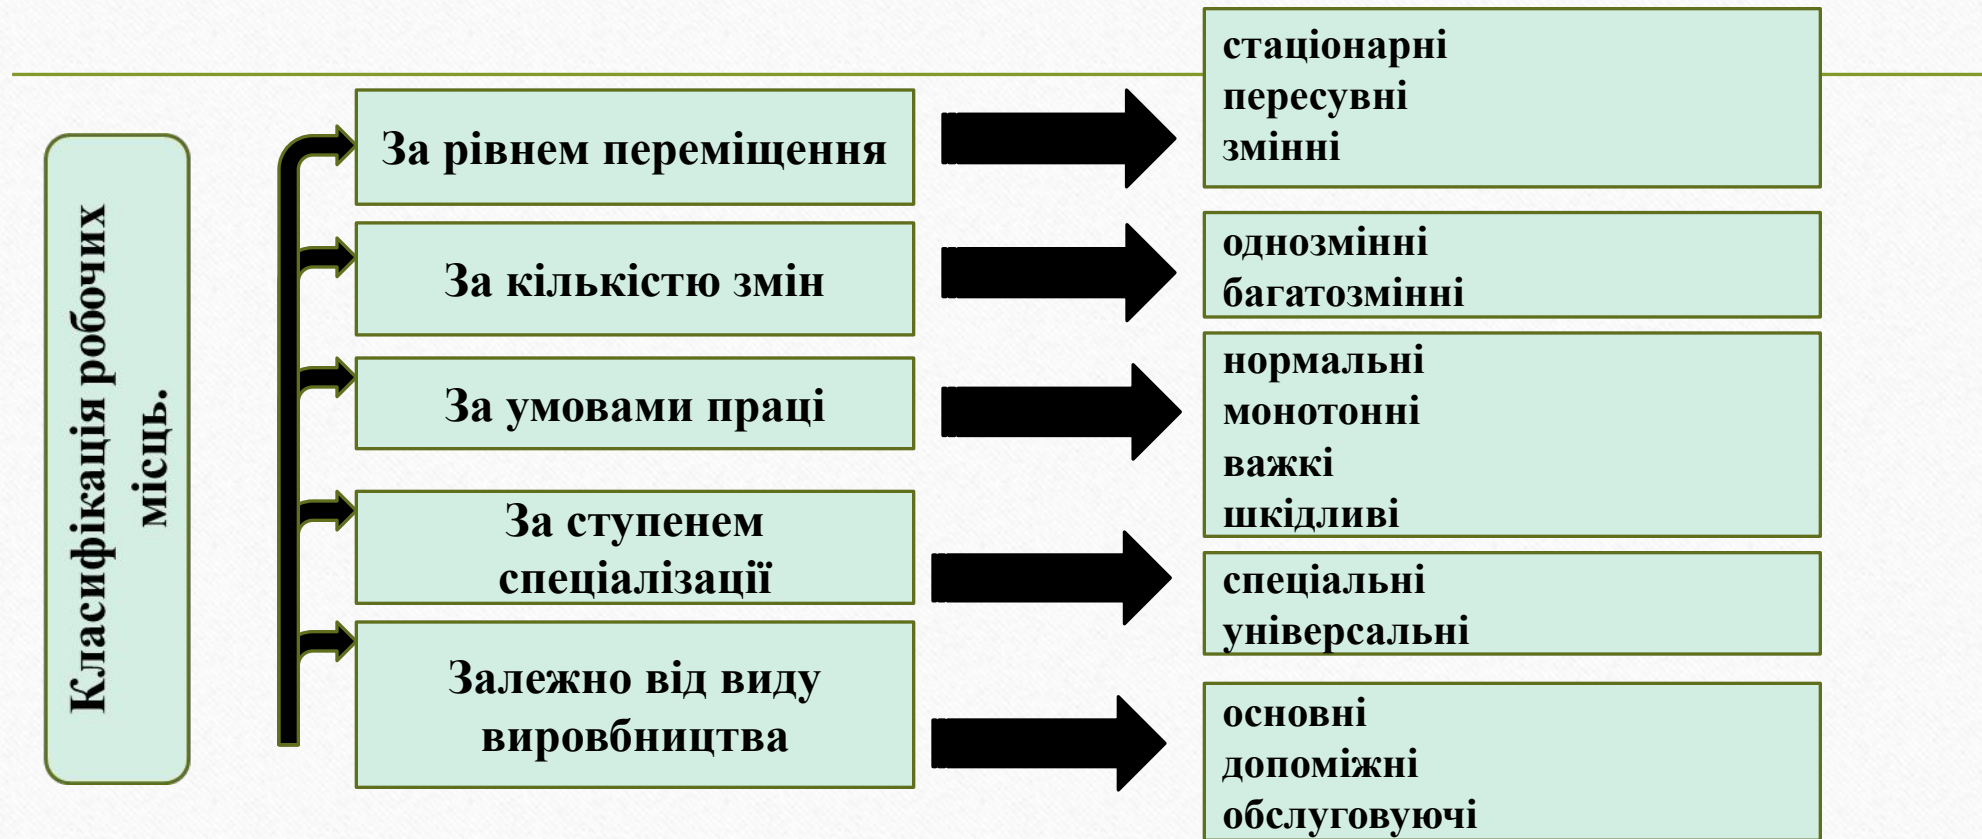 Класифікація робочих
місць.
За рівнем переміщення
стаціонарні
пересувні
змінні
За кількістю змін
однозмінні
багатозмінні
За умовами праці
нормальні
монотонні
важкі
шкідливі
За ступенем
спеціалізації
спеціальні
універсальні
Залежно від виду
вировбництва
основні
допоміжні
обслуговуючі